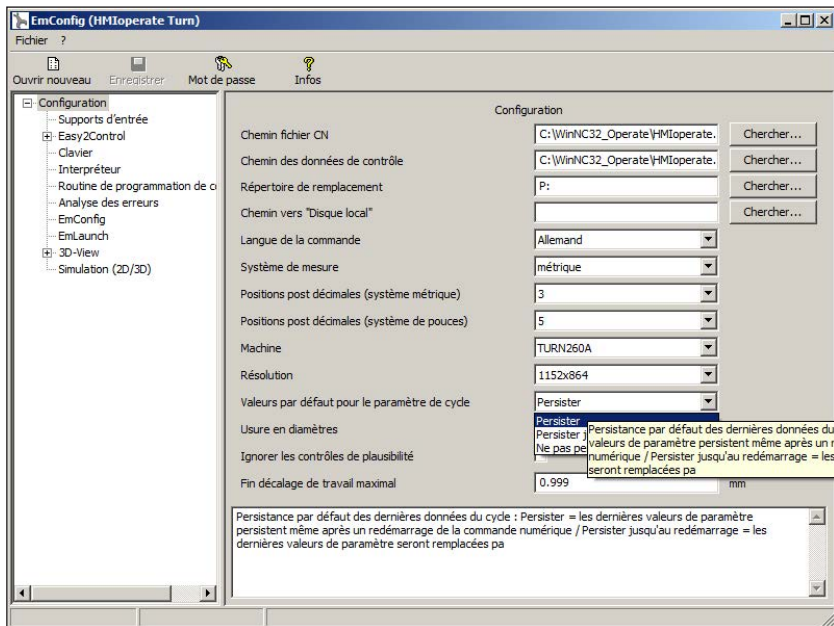 EmConfig (HMIoperate Turn)
Fichier ?
Ouvrir nouveau Enregistrer Mot de passe Infos
Configuration
Supports d'entrée
Easy2Control
Clavier
Interpréteur
Routine de programmation de c
Analyse des erreurs
EmConfig
EmLaunch
3D-View
Simulation (2D/3D)
Configuration
Chemin fichier CN C:\WinNC32_Operate\HMIoperate. Chercher...
Chemin des données de contrôle C:\WinNC32_Operate\HMIoperate. Chercher...
Répertoire de remplacement P: Chercher...
Chemin vers "Disque local" Chercher...
Langue de la commande Allemand
Système de mesure métrique
Positions post décimales (système métrique) 3
Positions post décimales (système de pouces) 5
Machine TURN260A
Résolution 1152x864
Valeurs par défaut pour le paramètre de cycle Persister
Persister
Usure en diamètres Persister j
Ne pas pe
Persistance par défaut des dernières données du
valeurs de paramètre persistent même après un r
numérique / Persister jusqu'au redémarrage = les
seront remplacées pa
Ignorer les contrôles de plausibilité
Fin décalage de travail maximal 0.999 mm
Persistance par défaut des dernières données du cycle : Persister = les dernières valeurs de paramètre
persistent même après un redémarrage de la commande numérique / Persister jusqu'au redémarrage = les
dernières valeurs de paramètre seront remplacées pa